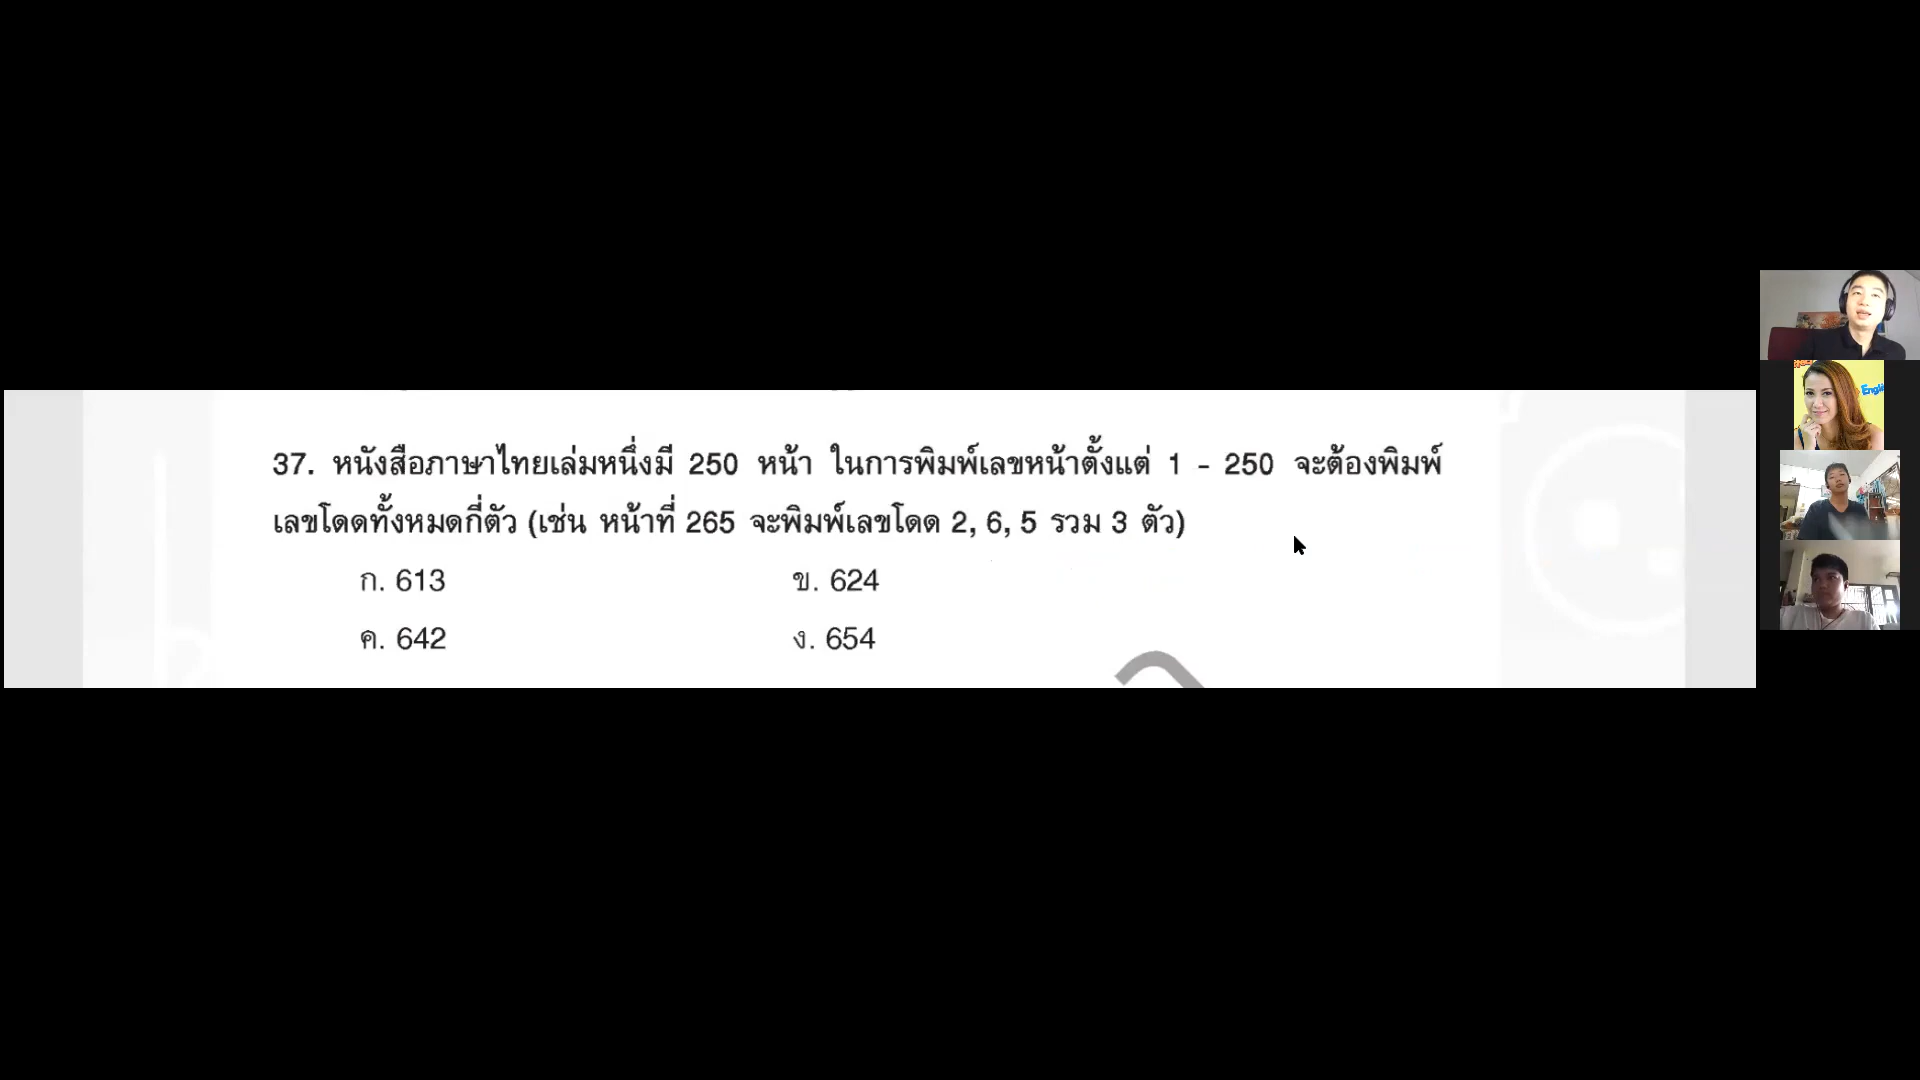 37. หนังสือภาษาไทยเล่มหนึ่งมี 250 หน้า ในการพิมพ์เลขหน้าตั้งแต่ 1 - 250 จะต้องพิมพ์
เลขโดดทั้งหมดกี่ตัว (เช่น หน้าที่ 265 จะพิมพ์เลขโดด 2, 6, 5 รวม 3 ตัว)
ก. 613 ข. 624
ค. 642 ง. 654